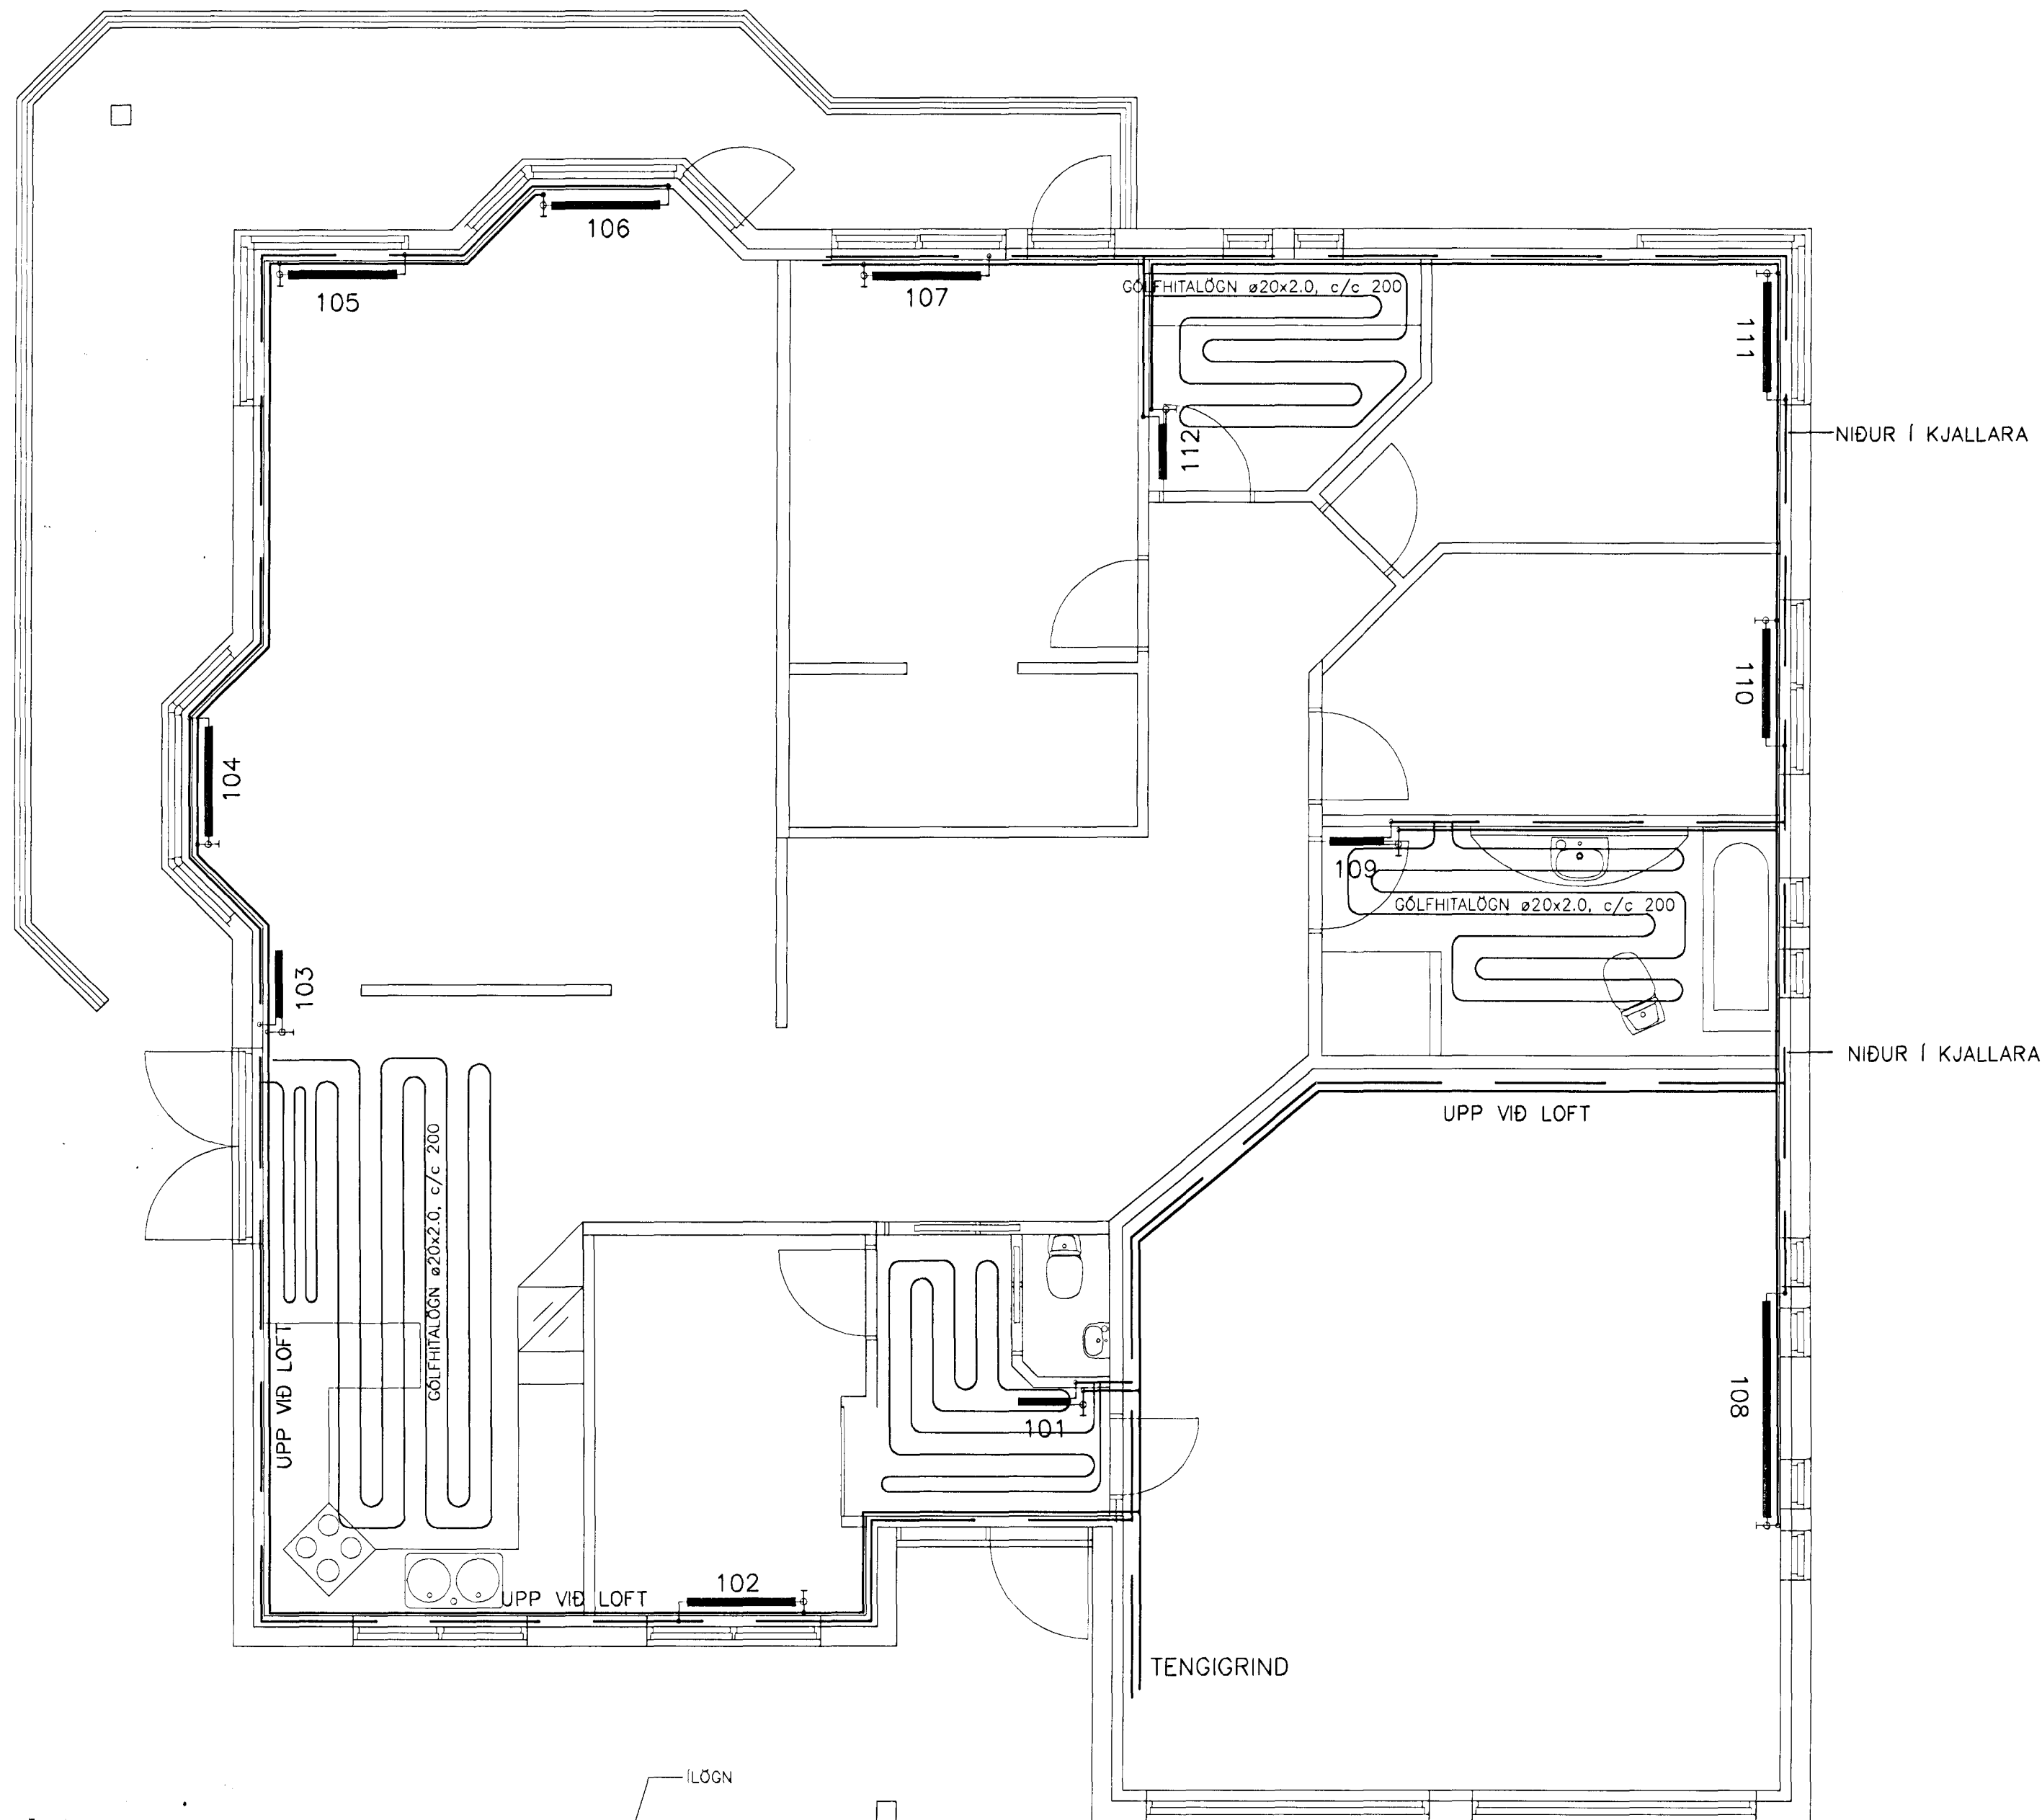 106
105
107
GÓLFHITALÖGN ø20x2.0, c/c 200
111
112
NIÐUR Í KJALLARA
110
104
109
GÓLFHITALÖGN ø20x2.0, c/c 200
103
NIÐUR Í KJALLARA
UPP VIÐ LOFT
GÓLFHITALÖGN ø20x2.0, c/c 200
UPP VIÐ LOFT
101
108
102
UPP VIÐ LOFT
TENGIGRIND
ÍLÖGN